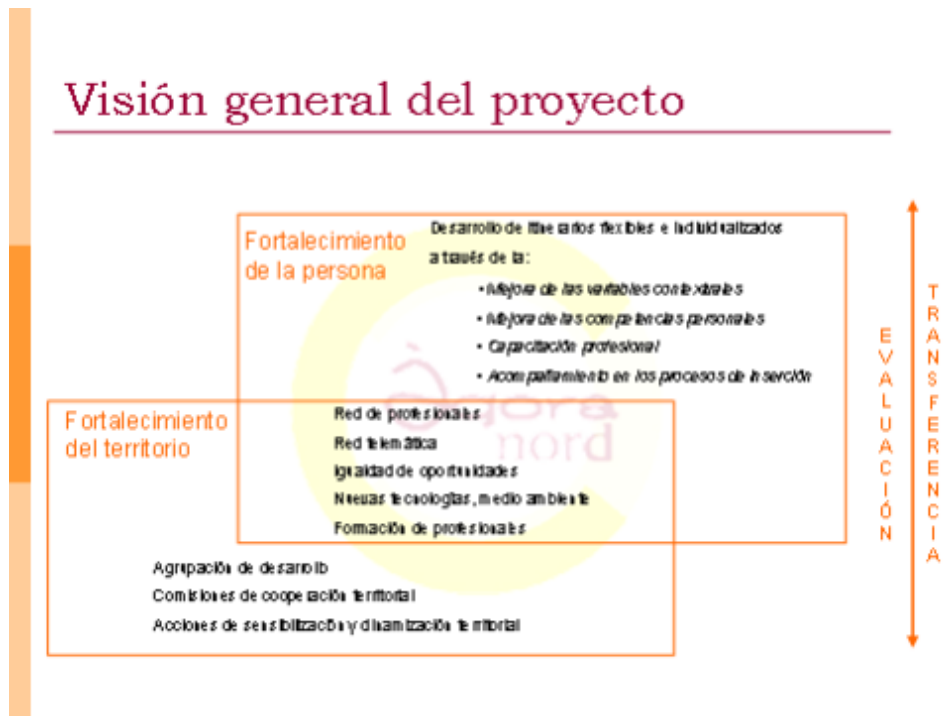 Visión general del proyecto
Fortalecimiento
de la persona
Desarrollo de itinerarios flexibles e individualizados
a través de la:
• Mejora de las variables contextuales
• Mejora de las competencias personales
• Capacitación profesional
• Acompañamiento en los procesos de inserción
Fortalecimiento
del territorio
Red de profesionales
Red telemática
Igualdad de oportunidades
Nuevas tecnologías, medio ambiente
Formación de profesionales
Agrupación de desarrollo
Comisiones de cooperación territorial
Acciones de sensibilización y dinamización territorial
àgora
nord
EVALUACIÓN
TRANSFERENCIA